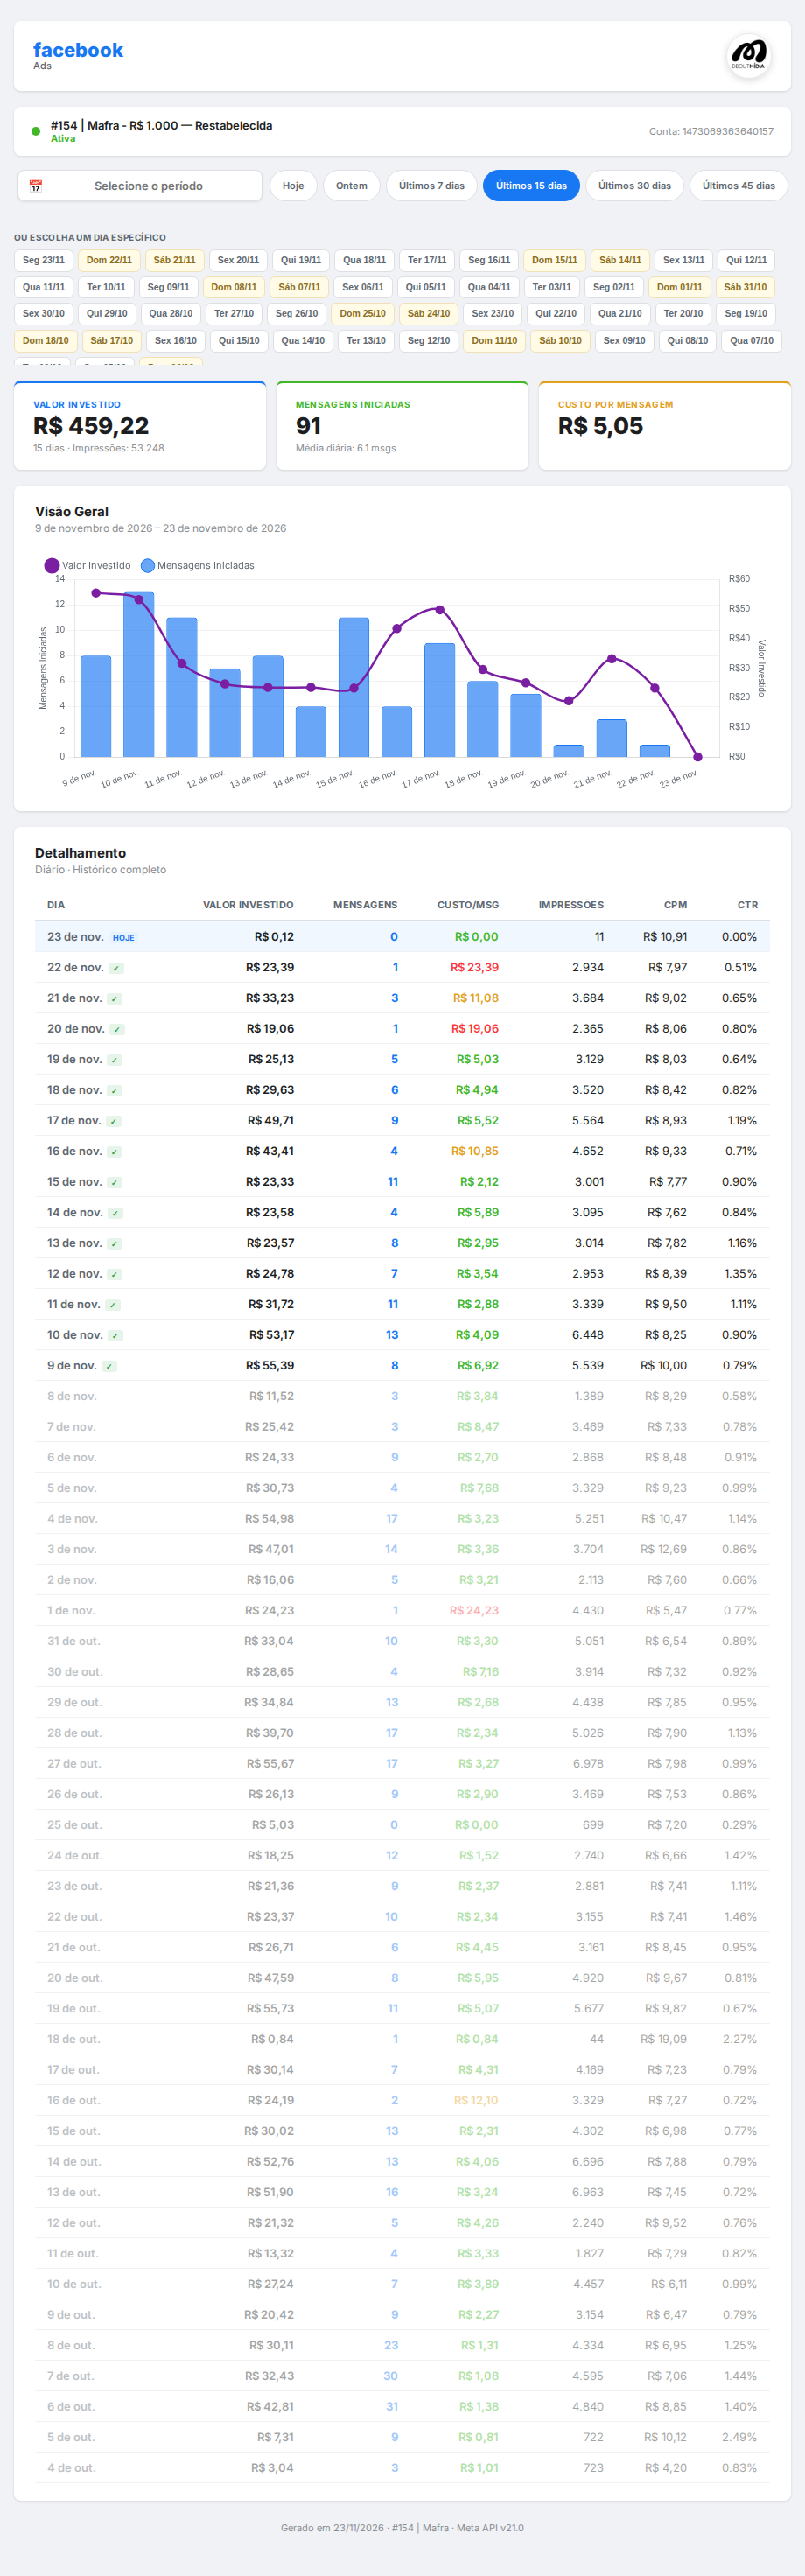 facebook
Ads
DBOUTMÍDIA
#154 | Mafra - R$ 1.000 — Restabelecida
Ativa
Conta: 1473069363640157
Selecione o período
Hoje
Ontem
Últimos 7 dias
Últimos 15 dias
Últimos 30 dias
Últimos 45 dias
OU ESCOLHA UM DIA ESPECÍFICO
Seg 23/11 Dom 22/11 Sáb 21/11 Sex 20/11 Qui 19/11 Qua 18/11 Ter 17/11 Seg 16/11 Dom 15/11 Sáb 14/11 Sex 13/11 Qui 12/11
Qua 11/11 Ter 10/11 Seg 09/11 Dom 08/11 Sáb 07/11 Sex 06/11 Qui 05/11 Qua 04/11 Ter 03/11 Seg 02/11 Dom 01/11 Sáb 31/10
Sex 30/10 Qui 29/10 Qua 28/10 Ter 27/10 Seg 26/10 Dom 25/10 Sáb 24/10 Sex 23/10 Qui 22/10 Qua 21/10 Ter 20/10 Seg 19/10
Dom 18/10 Sáb 17/10 Sex 16/10 Qui 15/10 Qua 14/10 Ter 13/10 Seg 12/10 Dom 11/10 Sáb 10/10 Sex 09/10 Qui 08/10 Qua 07/10
VALOR INVESTIDO
R$ 459,22
15 dias · Impressões: 53.248
MENSAGENS INICIADAS
91
Média diária: 6.1 msgs
CUSTO POR MENSAGEM
R$ 5,05
Visão Geral
9 de novembro de 2026 – 23 de novembro de 2026
Valor Investido
Mensagens Iniciadas
14
12
10
8
6
4
2
0
Mensagens Iniciadas
R$60
R$50
R$40
R$30
R$20
R$10
R$0
Valor Investido
9 de nov. 10 de nov. 11 de nov. 12 de nov. 13 de nov. 14 de nov. 15 de nov. 16 de nov. 17 de nov. 18 de nov. 19 de nov. 20 de nov. 21 de nov. 22 de nov. 23 de nov.
Detalhamento
Diário · Histórico completo
DIA VALOR INVESTIDO MENSAGENS CUSTO/MSG IMPRESSÕES CPM CTR
23 de nov. HOJE R$ 0,12 0 R$ 0,00 11 R$ 10,91 0.00%
22 de nov. ✓ R$ 23,39 1 R$ 23,39 2.934 R$ 7,97 0.51%
21 de nov. ✓ R$ 33,23 3 R$ 11,08 3.684 R$ 9,02 0.65%
20 de nov. ✓ R$ 19,06 1 R$ 19,06 2.365 R$ 8,06 0.80%
19 de nov. ✓ R$ 25,13 5 R$ 5,03 3.129 R$ 8,03 0.64%
18 de nov. ✓ R$ 29,63 6 R$ 4,94 3.520 R$ 8,42 0.82%
17 de nov. ✓ R$ 49,71 9 R$ 5,52 5.564 R$ 8,93 1.19%
16 de nov. ✓ R$ 43,41 4 R$ 10,85 4.652 R$ 9,33 0.71%
15 de nov. ✓ R$ 23,33 11 R$ 2,12 3.001 R$ 7,77 0.90%
14 de nov. ✓ R$ 23,58 4 R$ 5,89 3.095 R$ 7,62 0.84%
13 de nov. ✓ R$ 23,57 8 R$ 2,95 3.014 R$ 7,82 1.16%
12 de nov. ✓ R$ 24,78 7 R$ 3,54 2.953 R$ 8,39 1.35%
11 de nov. ✓ R$ 31,72 11 R$ 2,88 3.339 R$ 9,50 1.11%
10 de nov. ✓ R$ 53,17 13 R$ 4,09 6.448 R$ 8,25 0.90%
9 de nov. ✓ R$ 55,39 8 R$ 6,92 5.539 R$ 10,00 0.79%
8 de nov. R$ 11,52 3 R$ 3,84 1.389 R$ 8,29 0.58%
7 de nov. R$ 25,42 3 R$ 8,47 3.469 R$ 7,33 0.78%
6 de nov. R$ 24,33 9 R$ 2,70 2.868 R$ 8,48 0.91%
5 de nov. R$ 30,73 4 R$ 7,68 3.329 R$ 9,23 0.99%
4 de nov. R$ 54,98 17 R$ 3,23 5.251 R$ 10,47 1.14%
3 de nov. R$ 47,01 14 R$ 3,36 3.704 R$ 12,69 0.86%
2 de nov. R$ 16,06 5 R$ 3,21 2.113 R$ 7,60 0.66%
1 de nov. R$ 24,23 1 R$ 24,23 4.430 R$ 5,47 0.77%
31 de out. R$ 33,04 10 R$ 3,30 5.051 R$ 6,54 0.89%
30 de out. R$ 28,65 4 R$ 7,16 3.914 R$ 7,32 0.92%
29 de out. R$ 34,84 13 R$ 2,68 4.438 R$ 7,85 0.95%
28 de out. R$ 39,70 17 R$ 2,34 5.026 R$ 7,90 1.13%
27 de out. R$ 55,67 17 R$ 3,27 6.978 R$ 7,98 0.99%
26 de out. R$ 26,13 9 R$ 2,90 3.469 R$ 7,53 0.86%
25 de out. R$ 5,03 0 R$ 0,00 699 R$ 7,20 0.29%
24 de out. R$ 18,25 12 R$ 1,52 2.740 R$ 6,66 1.42%
23 de out. R$ 21,36 9 R$ 2,37 2.881 R$ 7,41 1.11%
22 de out. R$ 23,37 10 R$ 2,34 3.155 R$ 7,41 1.46%
21 de out. R$ 26,71 6 R$ 4,45 3.161 R$ 8,45 0.95%
20 de out. R$ 47,59 8 R$ 5,95 4.920 R$ 9,67 0.81%
19 de out. R$ 55,73 11 R$ 5,07 5.677 R$ 9,82 0.67%
18 de out. R$ 0,84 1 R$ 0,84 44 R$ 19,09 2.27%
17 de out. R$ 30,14 7 R$ 4,31 4.169 R$ 7,23 0.79%
16 de out. R$ 24,19 2 R$ 12,10 3.329 R$ 7,27 0.72%
15 de out. R$ 30,02 13 R$ 2,31 4.302 R$ 6,98 0.77%
14 de out. R$ 52,76 13 R$ 4,06 6.696 R$ 7,88 0.79%
13 de out. R$ 51,90 16 R$ 3,24 6.963 R$ 7,45 0.72%
12 de out. R$ 21,32 5 R$ 4,26 2.240 R$ 9,52 0.76%
11 de out. R$ 13,32 4 R$ 3,33 1.827 R$ 7,29 0.82%
10 de out. R$ 27,24 7 R$ 3,89 4.457 R$ 6,11 0.99%
9 de out. R$ 20,42 9 R$ 2,27 3.154 R$ 6,47 0.79%
8 de out. R$ 30,11 23 R$ 1,31 4.334 R$ 6,95 1.25%
7 de out. R$ 32,43 30 R$ 1,08 4.595 R$ 7,06 1.44%
6 de out. R$ 42,81 31 R$ 1,38 4.840 R$ 8,85 1.40%
5 de out. R$ 7,31 9 R$ 0,81 722 R$ 10,12 2.49%
4 de out. R$ 3,04 3 R$ 1,01 723 R$ 4,20 0.83%
Gerado em 23/11/2026 · #154 | Mafra · Meta API v21.0